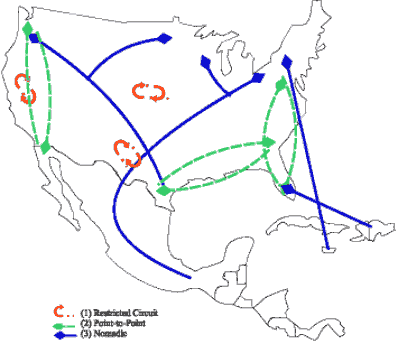 (1) Restricted Circuit
(2) Point-to-Point
(3) Nomadic